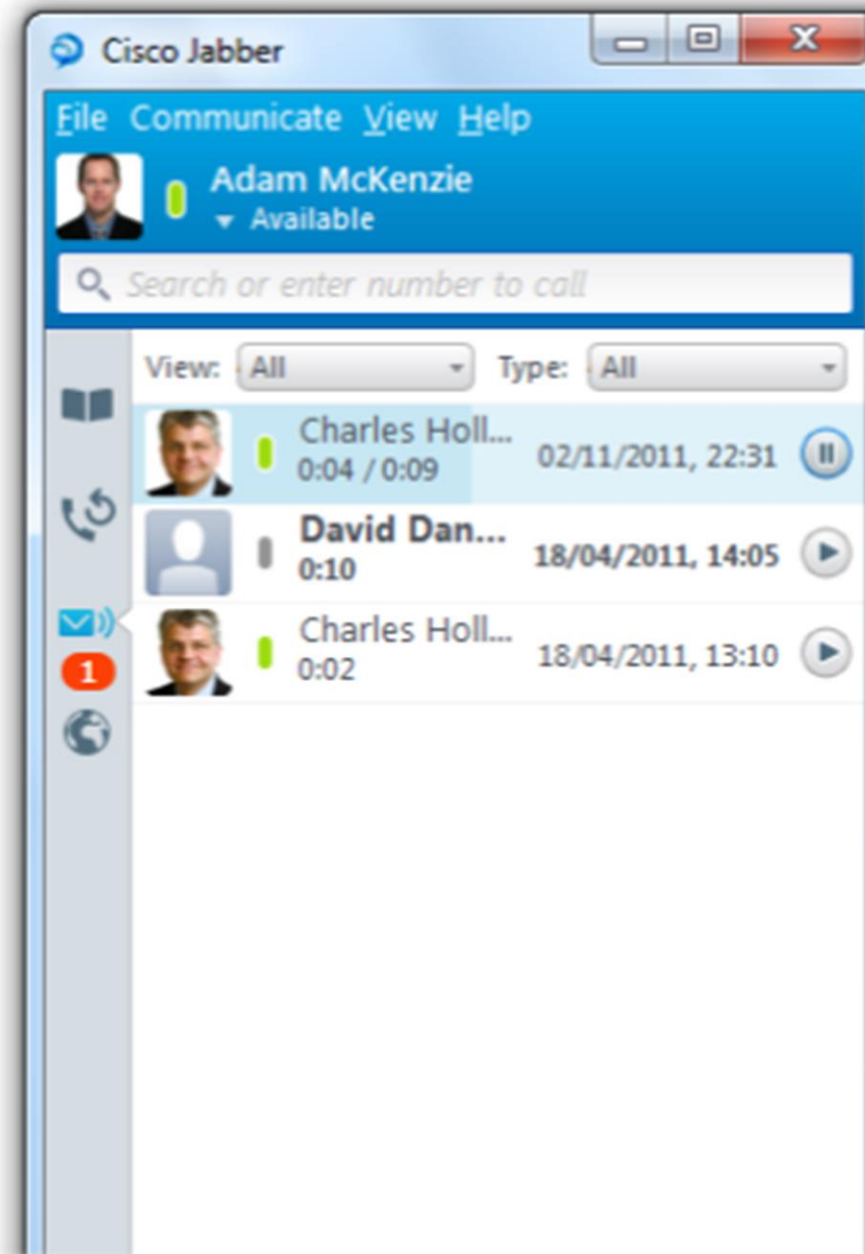 Cisco Jabber
File Communicate View Help
Adam McKenzie
Available
Search or enter number to call
View: All Type: All
Charles Holl...
0:04 / 0:09 02/11/2011, 22:31
David Dan...
0:10 18/04/2011, 14:05
Charles Holl...
0:02 18/04/2011, 13:10
1